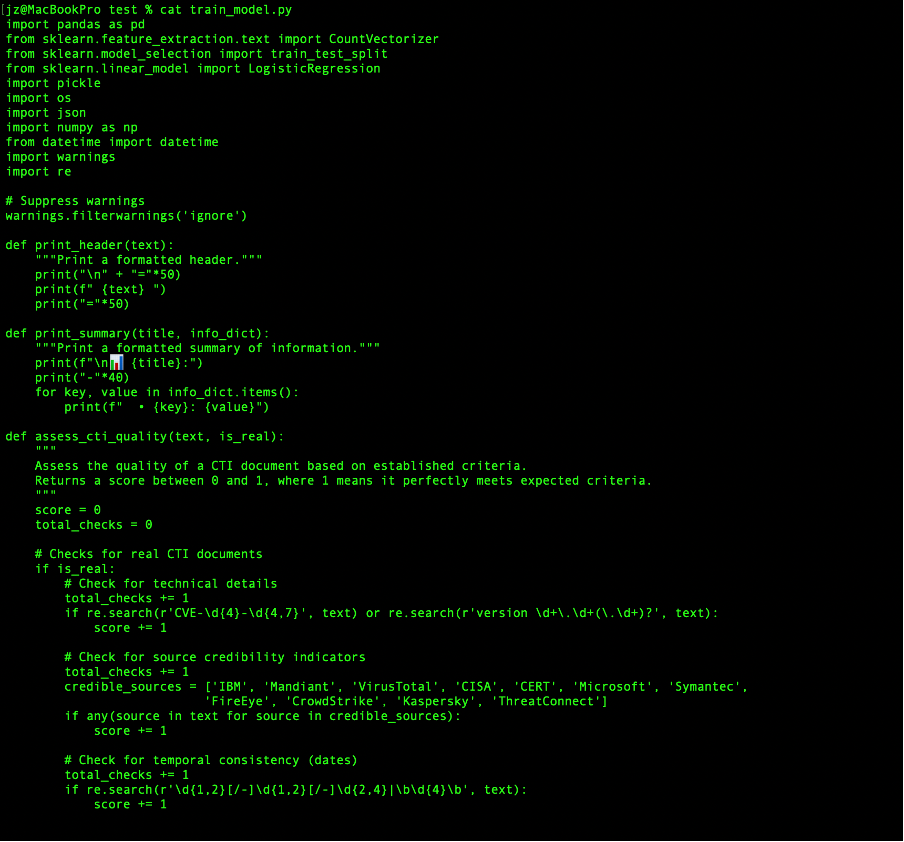 [jz@MacBookPro test % cat train_model.py
import pandas as pd
from sklearn.feature_extraction.text import CountVectorizer
from sklearn.model_selection import train_test_split
from sklearn.linear_model import LogisticRegression
import pickle
import os
import json
import numpy as np
from datetime import datetime
import warnings
import re

# Suppress warnings
warnings.filterwarnings('ignore')

def print_header(text):
    """Print a formatted header."""
    print("\n" + "="*50)
    print(f" {text} ")
    print("="*50)

def print_summary(title, info_dict):
    """Print a formatted summary of information."""
    print(f"\n📊 {title}:")
    print("-"*40)
    for key, value in info_dict.items():
        print(f"  • {key}: {value}")

def assess_cti_quality(text, is_real):
    """
    Assess the quality of a CTI document based on established criteria.
    Returns a score between 0 and 1, where 1 means it perfectly meets expected criteria.
    """
    score = 0
    total_checks = 0

    # Checks for real CTI documents
    if is_real:
        # Check for technical details
        total_checks += 1
        if re.search(r'CVE-\d{4}-\d{4,7}', text) or re.search(r'version \d+\.\d+(\.\d+)?', text):
            score += 1

        # Check for source credibility indicators
        total_checks += 1
        credible_sources = ['IBM', 'Mandiant', 'VirusTotal', 'CISA', 'CERT', 'Microsoft', 'Symantec',
                           'FireEye', 'CrowdStrike', 'Kaspersky', 'ThreatConnect']
        if any(source in text for source in credible_sources):
            score += 1

        # Check for temporal consistency (dates)
        total_checks += 1
        if re.search(r'\d{1,2}[/-]\d{1,2}[/-]\d{2,4}|\b\d{4}\b', text):
            score += 1